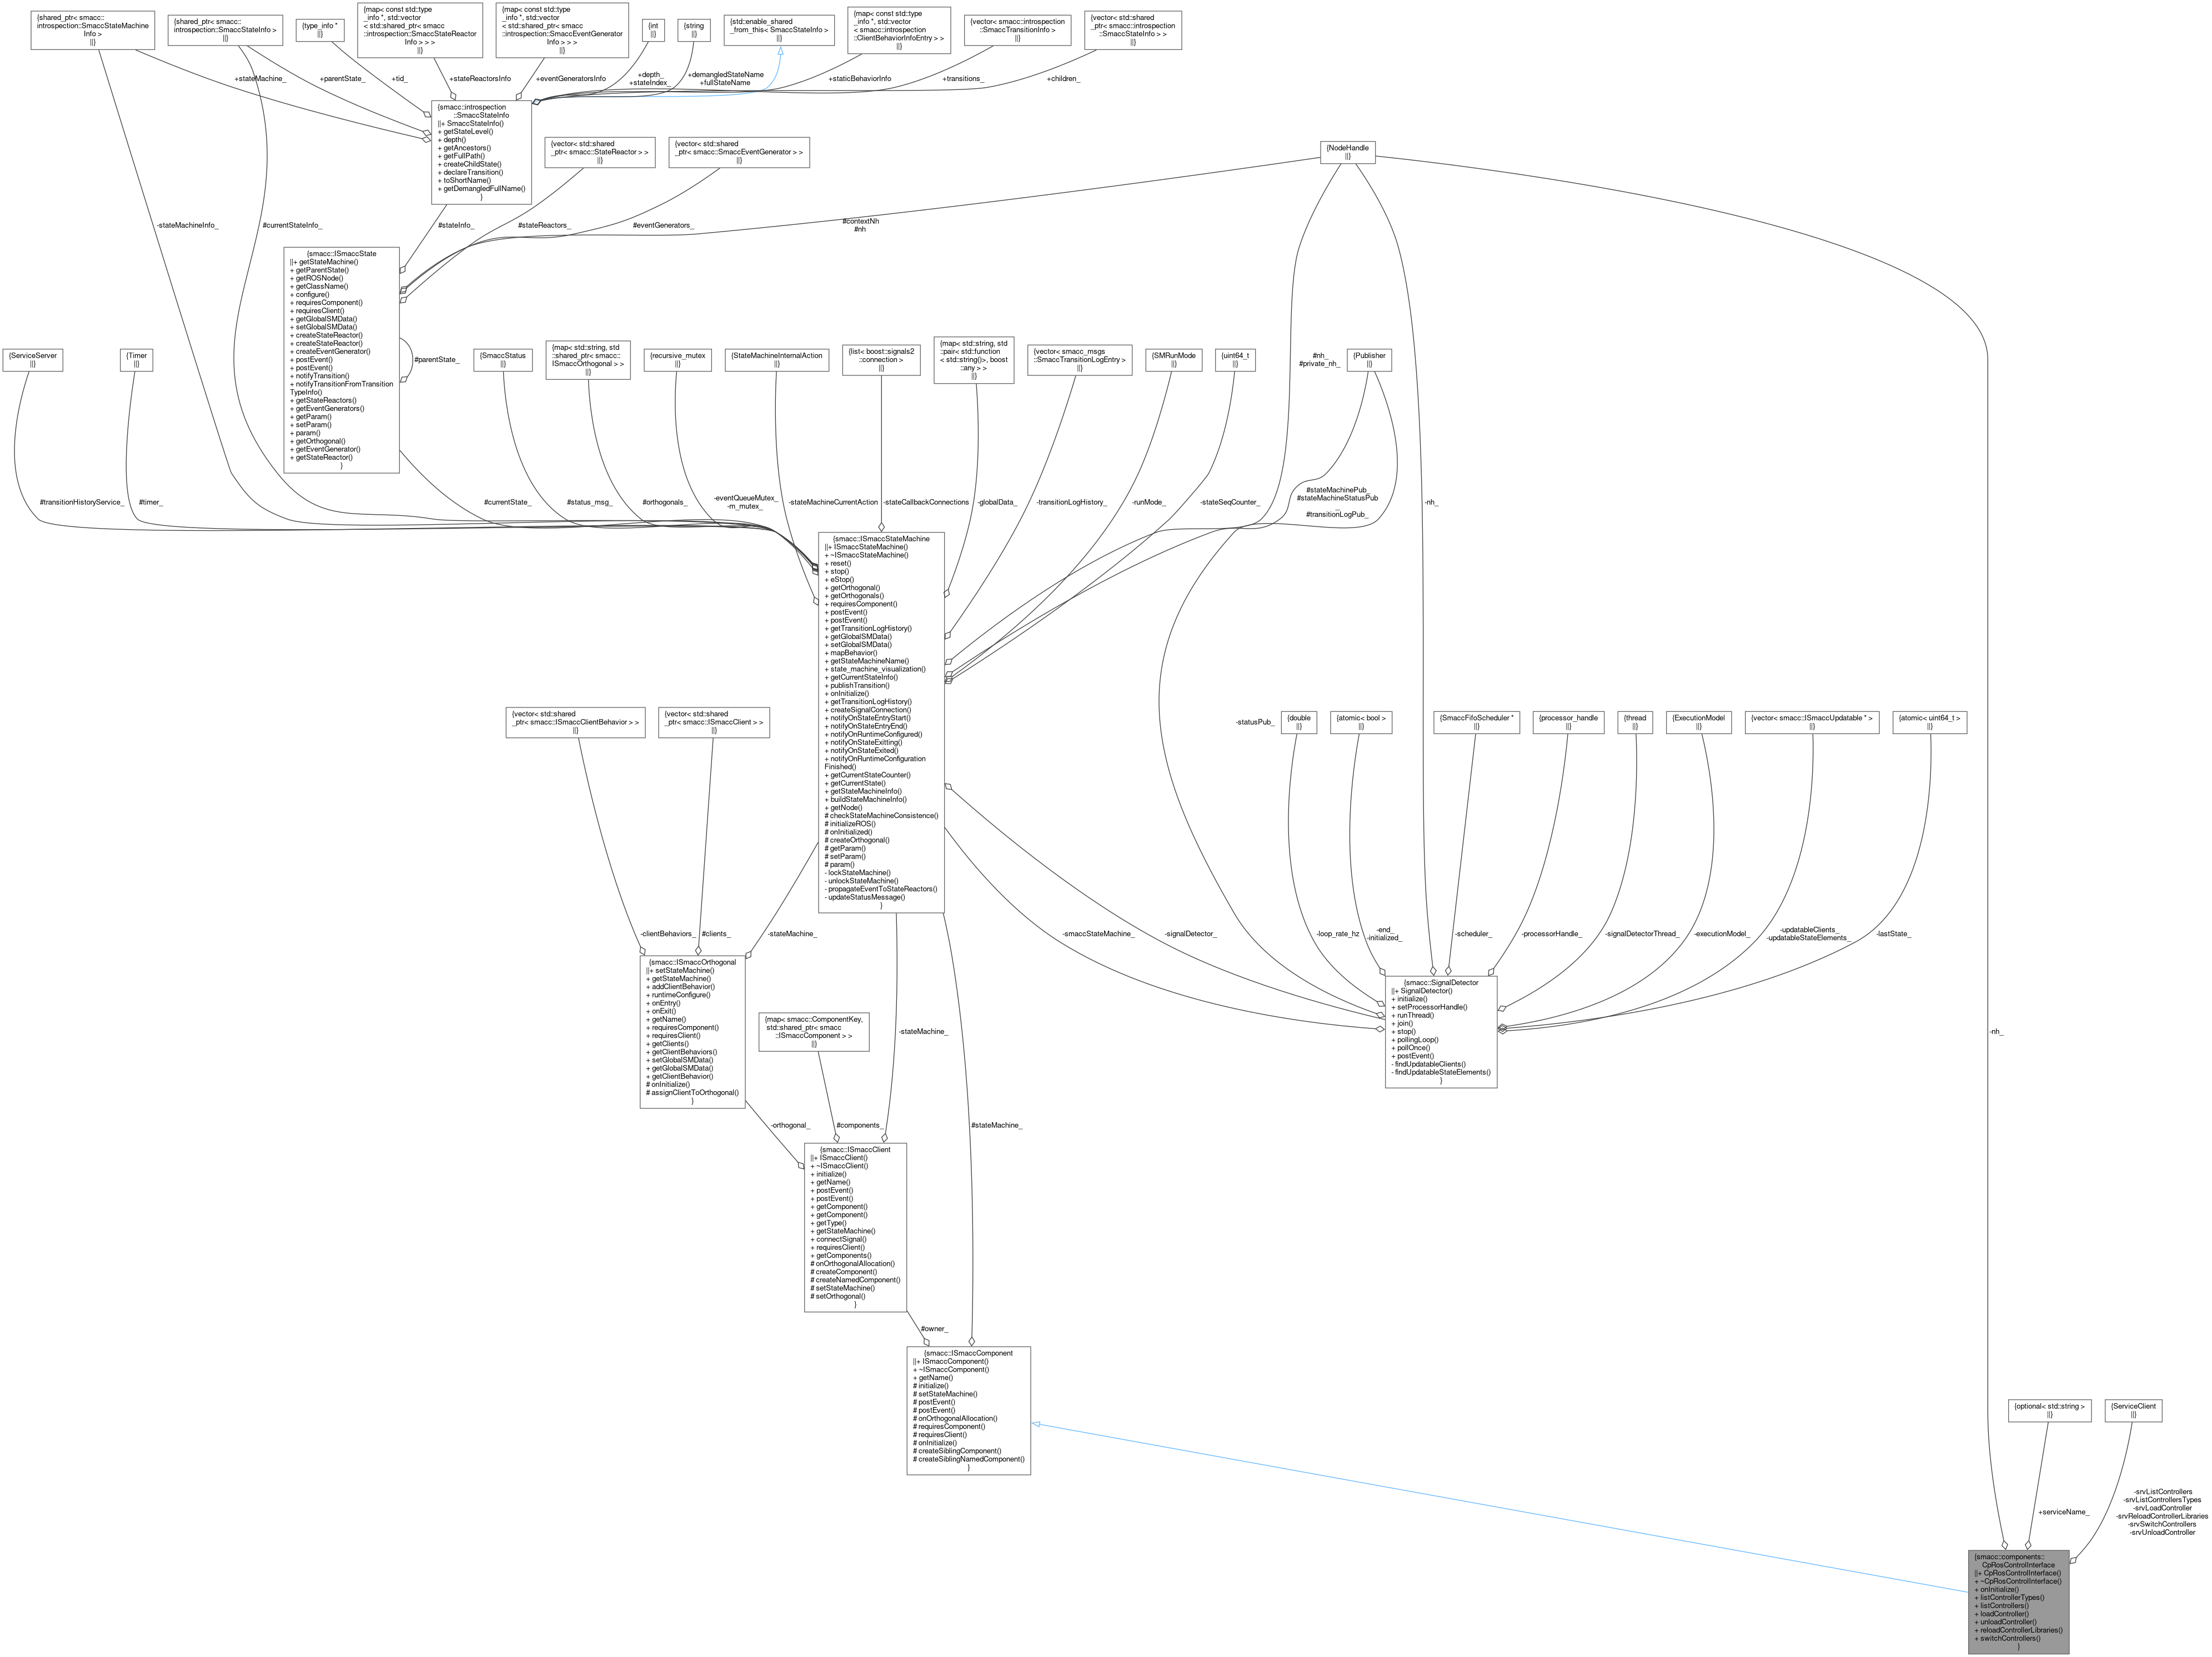 {shared_ptr< smacc::
introspection::SmaccStateMachine
Info >
||}
{shared_ptr< smacc::
introspection::SmaccStateInfo >
||}
{type_info *
||}
{map< const std::type
_info *, std::vector
< std::shared_ptr< smacc
::introspection::SmaccStateReactor
Info > > >
||}
{map< const std::type
_info *, std::vector
< std::shared_ptr< smacc
::introspection::SmaccEventGenerator
Info > > >
||}
{int
||}
{string
||}
{std::enable_shared
_from_this< SmaccStateInfo >
||}
{map< const std::type
_info *, std::vector
< smacc::introspection
::ClientBehaviorInfoEntry > >
||}
{vector< smacc::introspection
::SmaccTransitionInfo >
||}
{vector< std::shared
_ptr< smacc::introspection
::SmaccStateInfo > >
||}
+stateMachine_
+parentState_
+tid_
+stateReactorsInfo
+eventGeneratorsInfo
+depth_
+stateIndex_
+demangledStateName
+fullStateName
+staticBehaviorInfo
+transitions_
+children_
{smacc::introspection
::SmaccStateInfo
||+ SmaccStateInfo()
+ getStateLevel()
+ depth()
+ getAncestors()
+ getFullPath()
+ createChildState()
+ declareTransition()
+ toShortName()
+ getDemangledFullName()
}
{vector< std::shared
_ptr< smacc::StateReactor > >
||}
{vector< std::shared
_ptr< smacc::SmaccEventGenerator > >
||}
{NodeHandle
||}
-stateMachineInfo_
#currentStateInfo_
#stateInfo_
#stateReactors_
#eventGenerators_
#contextNh
#nh
{smacc::ISmaccState
||+ getStateMachine()
+ getParentState()
+ getROSNode()
+ getClassName()
+ configure()
+ requiresComponent()
+ requiresClient()
+ getGlobalSMData()
+ setGlobalSMData()
+ createStateReactor()
+ createStateReactor()
+ createEventGenerator()
+ postEvent()
+ postEvent()
+ notifyTransition()
+ notifyTransitionFromTransition
TypeInfo()
+ getStateReactors()
+ getEventGenerators()
+ getParam()
+ setParam()
+ param()
+ getOrthogonal()
+ getEventGenerator()
+ getStateReactor()
}
#parentState_
{ServiceServer
||}
{Timer
||}
{SmaccStatus
||}
{map< std::string, std
::shared_ptr< smacc::
ISmaccOrthogonal > >
||}
{recursive_mutex
||}
{StateMachineInternalAction
||}
{list< boost::signals2
::connection >
||}
{map< std::string, std
::pair< std::function
< std::string()>, boost
::any > >
||}
{vector< smacc_msgs
::SmaccTransitionLogEntry >
||}
{SMRunMode
||}
{uint64_t
||}
#nh_
#private_nh_
{Publisher
||}
#transitionHistoryService_
#timer_
#currentState_
#status_msg_
#orthogonals_
-eventQueueMutex_
-m_mutex_
-stateMachineCurrentAction
-stateCallbackConnections
-globalData_
-transitionLogHistory_
-runMode_
-stateSeqCounter_
#stateMachinePub_
#stateMachineStatusPub
_
#transitionLogPub_
-nh_
{smacc::ISmaccStateMachine
||+ ISmaccStateMachine()
+ ~ISmaccStateMachine()
+ reset()
+ stop()
+ eStop()
+ getOrthogonal()
+ getOrthogonals()
+ requiresComponent()
+ postEvent()
+ postEvent()
+ getTransitionLogHistory()
+ getGlobalSMData()
+ setGlobalSMData()
+ mapBehavior()
+ getStateMachineName()
+ state_machine_visualization()
+ getCurrentStateInfo()
+ publishTransition()
+ onInitialize()
+ getTransitionLogHistory()
+ createSignalConnection()
+ notifyOnStateEntryStart()
+ notifyOnStateEntryEnd()
+ notifyOnRuntimeConfigured()
+ notifyOnStateExitting()
+ notifyOnStateExited()
+ notifyOnRuntimeConfiguration
Finished()
+ getCurrentStateCounter()
+ getCurrentState()
+ getStateMachineInfo()
+ buildStateMachineInfo()
+ getNode()
# checkStateMachineConsistence()
# initializeROS()
# onInitialized()
# createOrthogonal()
# getParam()
# setParam()
# param()
- lockStateMachine()
- unlockStateMachine()
- propagateEventToStateReactors()
- updateStatusMessage()
}
{vector< std::shared
_ptr< smacc::ISmaccClientBehavior > >
||}
{vector< std::shared
_ptr< smacc::ISmaccClient > >
||}
-statusPub_
{double
||}
{atomic< bool >
||}
{SmaccFifoScheduler *
||}
{processor_handle
||}
{thread
||}
{ExecutionModel
||}
{vector< smacc::ISmaccUpdatable * >
||}
{atomic< uint64_t >
||}
-clientBehaviors_
#clients_
-stateMachine_
-smaccStateMachine_
-signalDetector_
-loop_rate_hz
-end_
-initialized_
-scheduler_
-processorHandle_
-signalDetectorThread_
-executionModel_
-updatableClients_
-updatableStateElements_
-lastState_
{smacc::ISmaccOrthogonal
||+ setStateMachine()
+ getStateMachine()
+ addClientBehavior()
+ runtimeConfigure()
+ onEntry()
+ onExit()
+ getName()
+ requiresComponent()
+ requiresClient()
+ getClients()
+ getClientBehaviors()
+ setGlobalSMData()
+ getGlobalSMData()
+ getClientBehavior()
# onInitialize()
# assignClientToOrthogonal()
}
{smacc::SignalDetector
||+ SignalDetector()
+ initialize()
+ setProcessorHandle()
+ runThread()
+ join()
+ stop()
+ pollingLoop()
+ pollOnce()
+ postEvent()
- findUpdatableClients()
- findUpdatableStateElements()
}
{map< smacc::ComponentKey,
std::shared_ptr< smacc
::ISmaccComponent > >
||}
-stateMachine_
-nh_
-orthogonal_
#components_
#stateMachine_
{smacc::ISmaccClient
||+ ISmaccClient()
+ ~ISmaccClient()
+ initialize()
+ getName()
+ postEvent()
+ postEvent()
+ getComponent()
+ getComponent()
+ getType()
+ getStateMachine()
+ connectSignal()
+ requiresClient()
+ getComponents()
# onOrthogonalAllocation()
# createComponent()
# createNamedComponent()
# setStateMachine()
# setOrthogonal()
}
#owner_
{smacc::ISmaccComponent
||+ ISmaccComponent()
+ ~ISmaccComponent()
+ getName()
# initialize()
# setStateMachine()
# postEvent()
# postEvent()
# onOrthogonalAllocation()
# requiresComponent()
# requiresClient()
# onInitialize()
# createSiblingComponent()
# createSiblingNamedComponent()
}
{optional< std::string >
||}
{ServiceClient
||}
+serviceName_
-srvListControllers
-srvListControllersTypes
-srvLoadController
-srvReloadControllerLibraries
-srvSwitchControllers
-srvUnloadController
{smacc::components::
CpRosControlInterface
||+ CpRosControlInterface()
+ ~CpRosControlInterface()
+ onInitialize()
+ listControllerTypes()
+ listControllers()
+ loadController()
+ unloadController()
+ reloadControllerLibraries()
+ switchControllers()
}